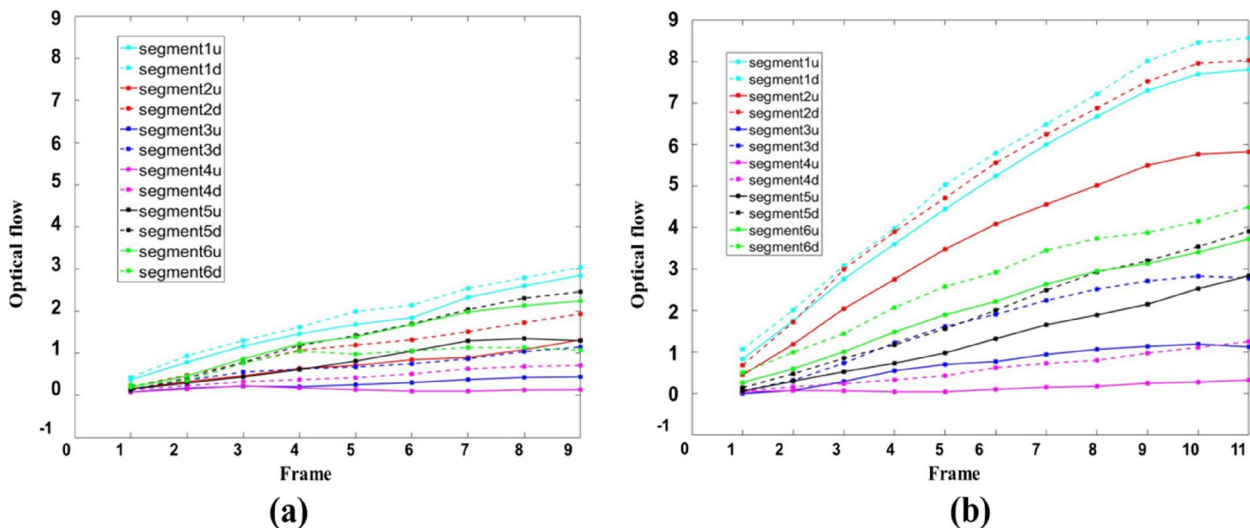 9
8
7
6
5
4
3
2
1
0
-1
Optical flow
segment1u
segment1d
segment2u
segment2d
segment3u
segment3d
segment4u
segment4d
segment5u
segment5d
segment6u
segment6d
0 1 2 3 4 5 6 7 8 9
Frame
(a)
9
8
7
6
5
4
3
2
1
0
-1
Optical flow
segment1u
segment1d
segment2u
segment2d
segment3u
segment3d
segment4u
segment4d
segment5u
segment5d
segment6u
segment6d
0 1 2 3 4 5 6 7 8 9 10 11
Frame
(b)